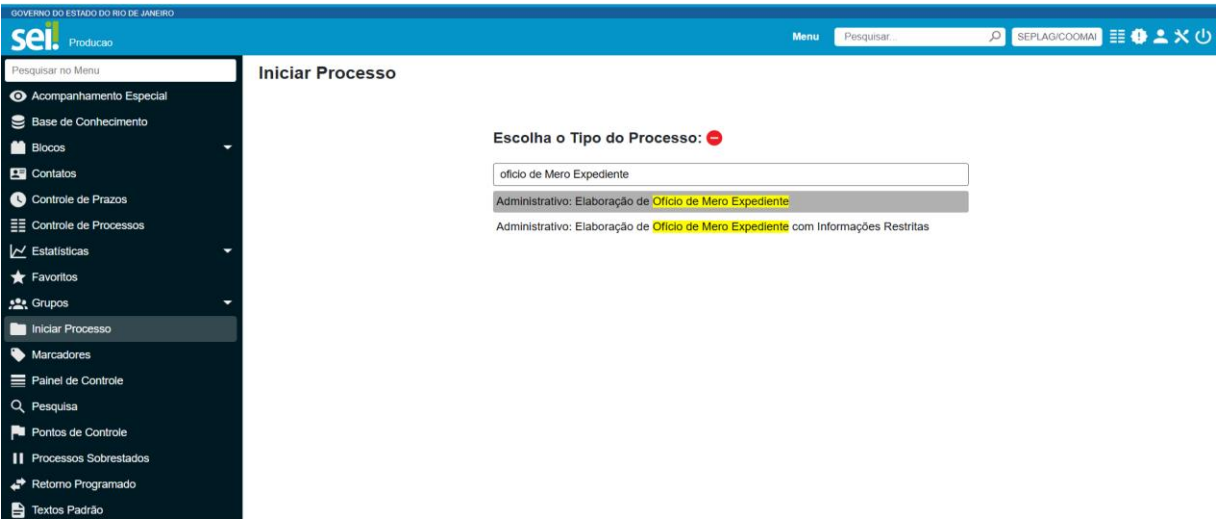 GOVERNO DO ESTADO DO RIO DE JANEIRO
sei!
Producao
Menu
Pesquisar...
SEPLAG/COOMAI
Pesquisar no Menu
Acompanhamento Especial
Base de Conhecimento
Blocos
Contatos
Controle de Prazos
Controle de Processos
Estatísticas
Favoritos
Grupos
Iniciar Processo
Marcadores
Painel de Controle
Pesquisa
Pontos de Controle
Processos Sobrestados
Retorno Programado
Textos Padrão
Iniciar Processo
Escolha o Tipo do Processo:
oficio de Mero Expediente
Administrativo: Elaboração de Ofício de Mero Expediente
Administrativo: Elaboração de Ofício de Mero Expediente com Informações Restritas